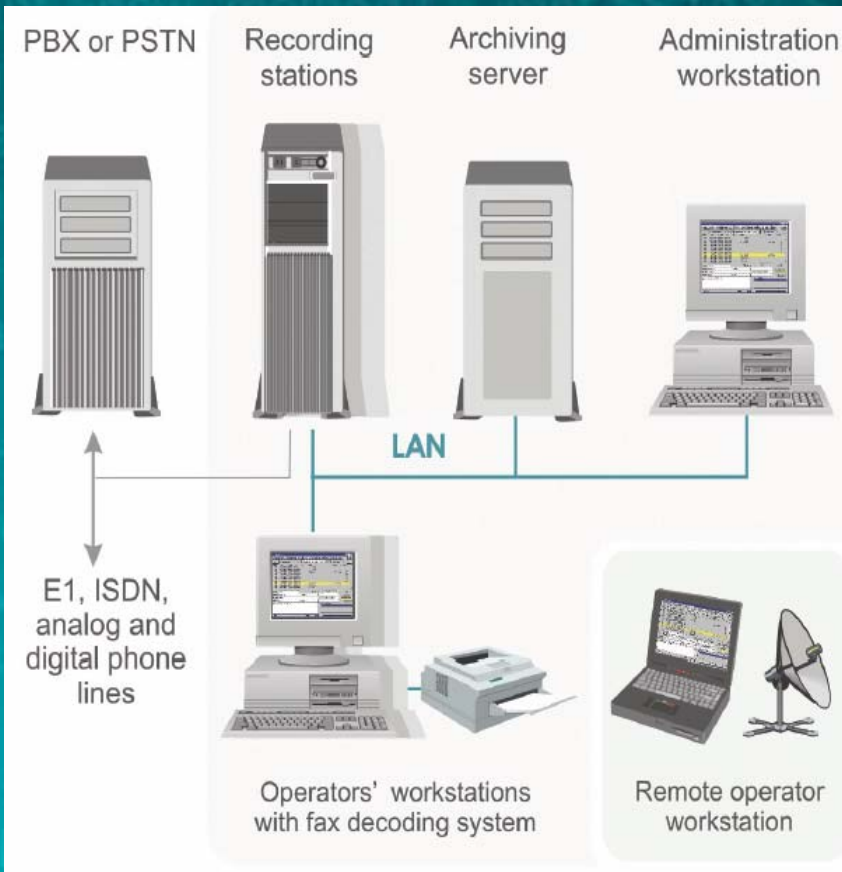 PBX or PSTN
Recording
stations
Archiving
server
Administration
workstation
LAN
E1, ISDN,
analog and
digital phone
lines
Operators' workstations
with fax decoding system
Remote operator
workstation